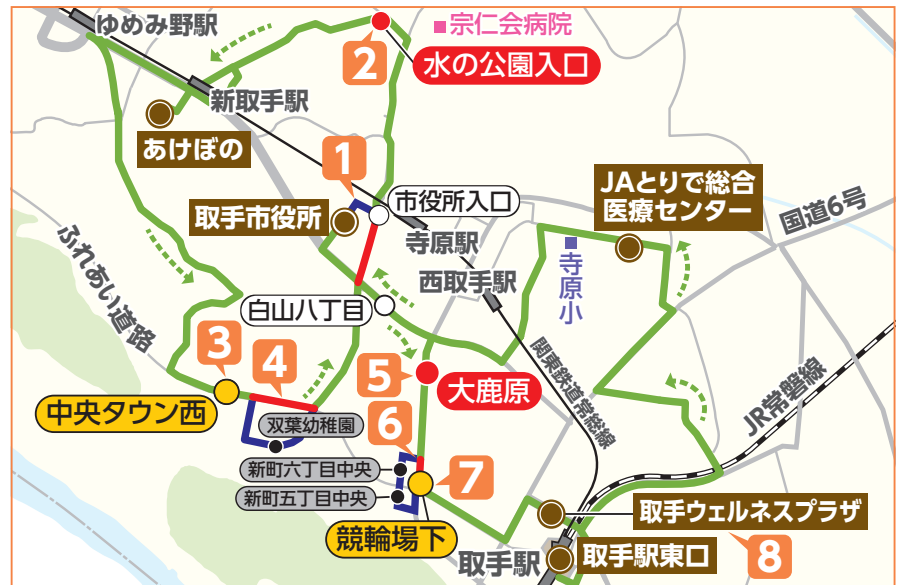 ゆめみ野駅
■宗仁会病院
2
水の公園入口
新取手駅
あけぼの
1
取手市役所
市役所入口
JAとりで総合
医療センター
国道6号
寺原駅
西取手駅
■寺原小
ふれあい道路
白山八丁目
3
4
5
大鹿原
関東鉄道常総線
JR常磐線
中央タウン西
双葉幼稚園
6
新町六丁目中央
新町五丁目中央
7
競輪場下
取手ウェルネスプラザ
取手駅
取手駅東口
8